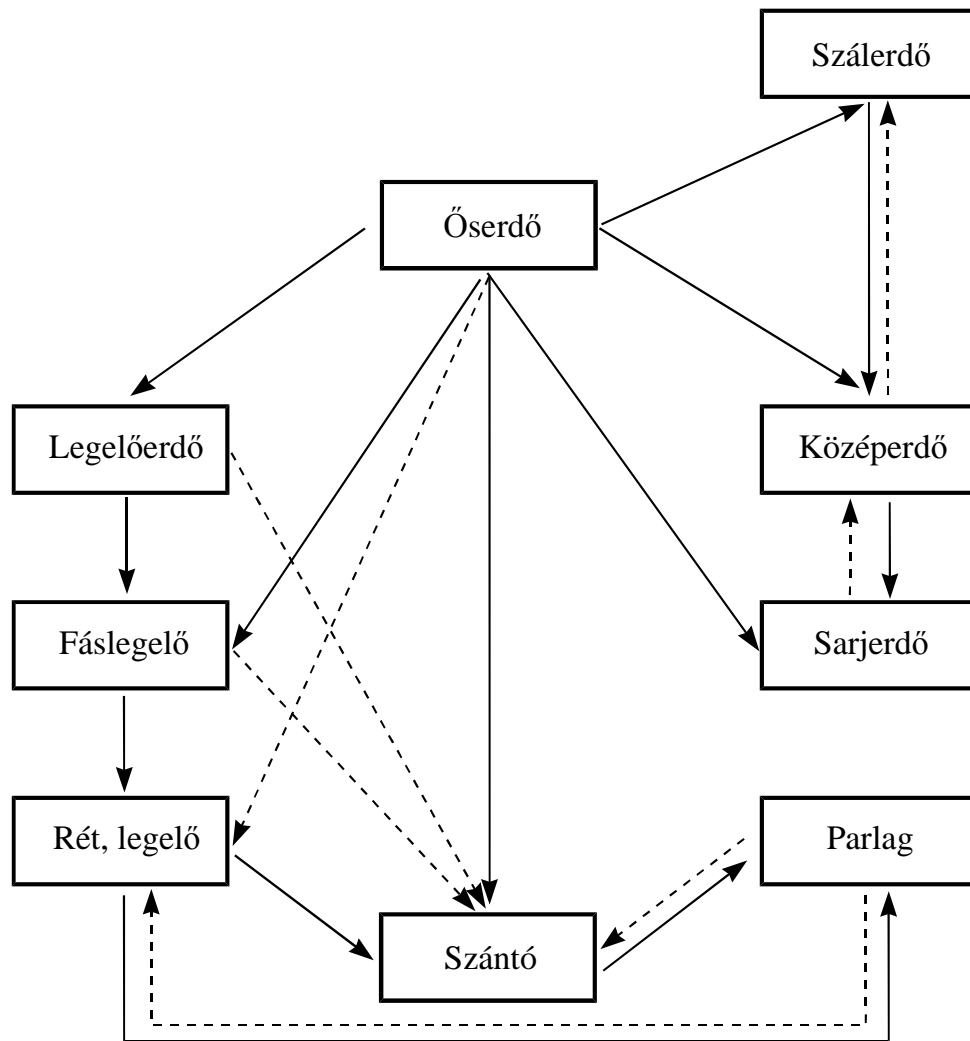 Szálerdő
Őserdő
Legelőerdő
Középerdő
Fáslegelő
Sarjerdő
Rét, legelő
Parlag
Szántó